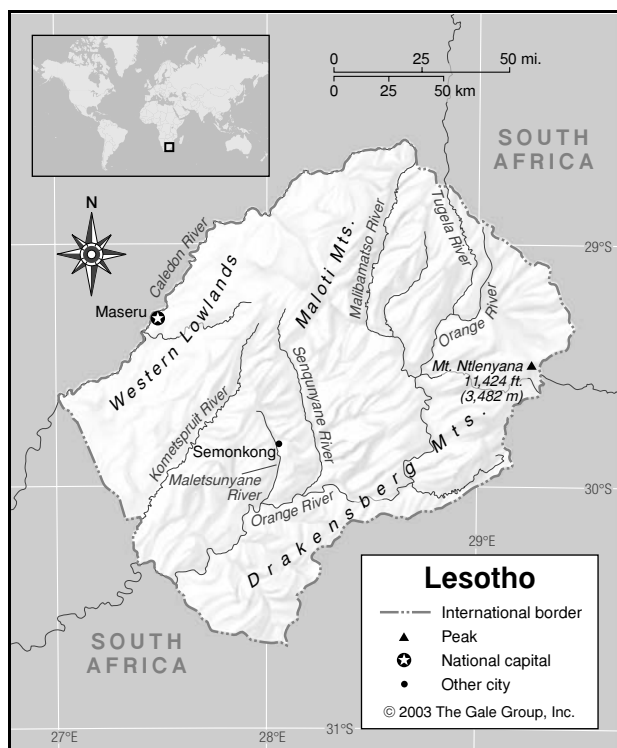 0 25 50 mi.
0 25 50 km
SOUTH
AFRICA
N
Caledon River
Maseru
Western Lowlands
Maloti Mts.
Malibamatso River
Tugela River
29°S
Orange River
Mt. Ntlenyana
11,424 ft.
(3,482 m)
Kometspruit River
Senqunyane River
Semonkong
Maletsunyane
River
Orange River
Drakensberg Mts.
30°S
29°E
SOUTH
AFRICA
Lesotho
International border
Peak
National capital
Other city
© 2003 The Gale Group, Inc.
27°E
28°E
31°S